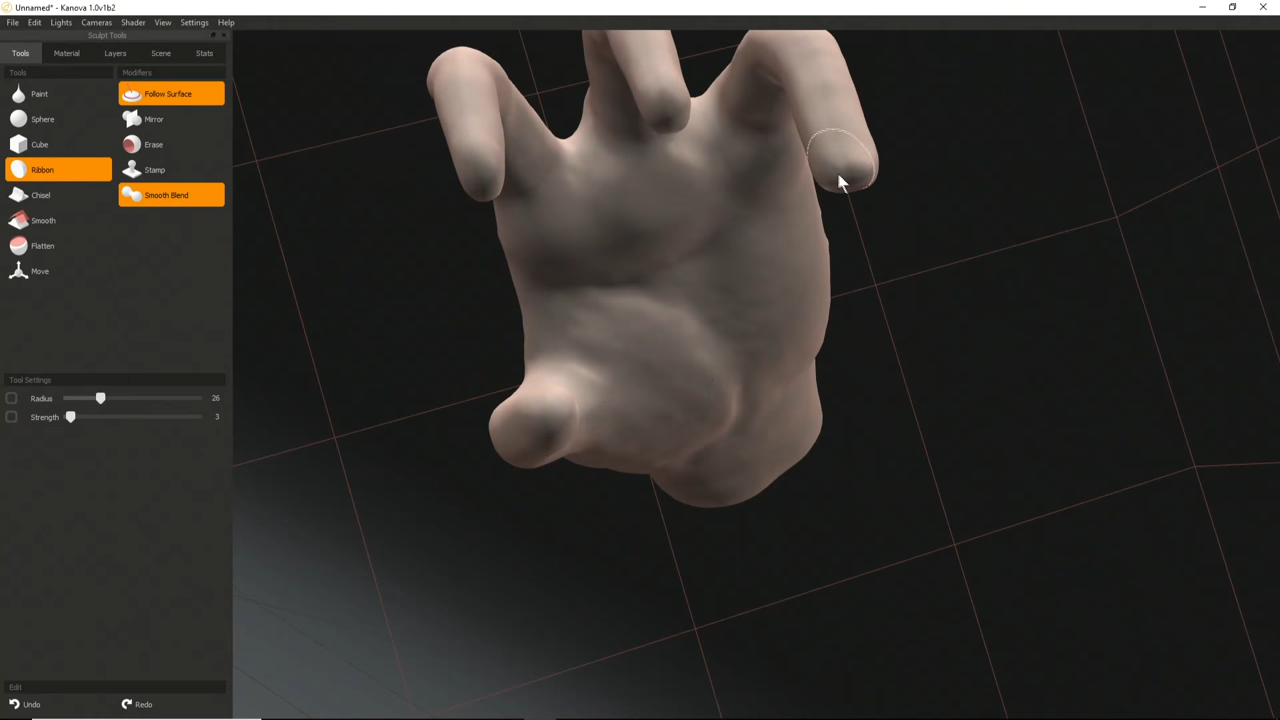 Unnamed* - Kanova 1.0v1b2
File Edit Lights Cameras Shader View Settings Help
Sculpt Tools
Tools Material Layers Scene Stats
Tools Modifiers
Paint Follow Surface
Sphere Mirror
Cube Erase
Ribbon Stamp
Chisel Smooth Blend
Smooth
Flatten
Move
Tool Settings
Radius 26
Strength 3
Edit
Undo Redo